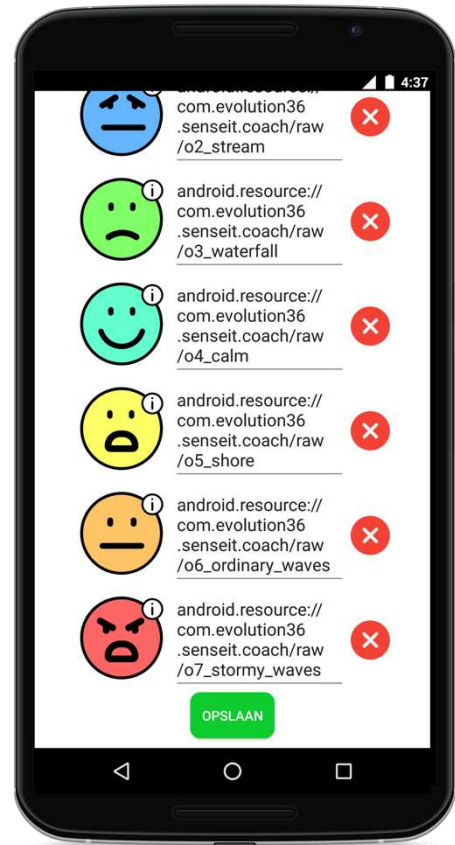 4:37
com.evolution36
.senseit.coach/raw
/o2_stream
i
android.resource://
com.evolution36
.senseit.coach/raw
/o3_waterfall
i
android.resource://
com.evolution36
.senseit.coach/raw
/o4_calm
i
android.resource://
com.evolution36
.senseit.coach/raw
/o5_shore
i
android.resource://
com.evolution36
.senseit.coach/raw
/o6_ordinary_waves
i
android.resource://
com.evolution36
.senseit.coach/raw
/o7_stormy_waves
OPSLAAN